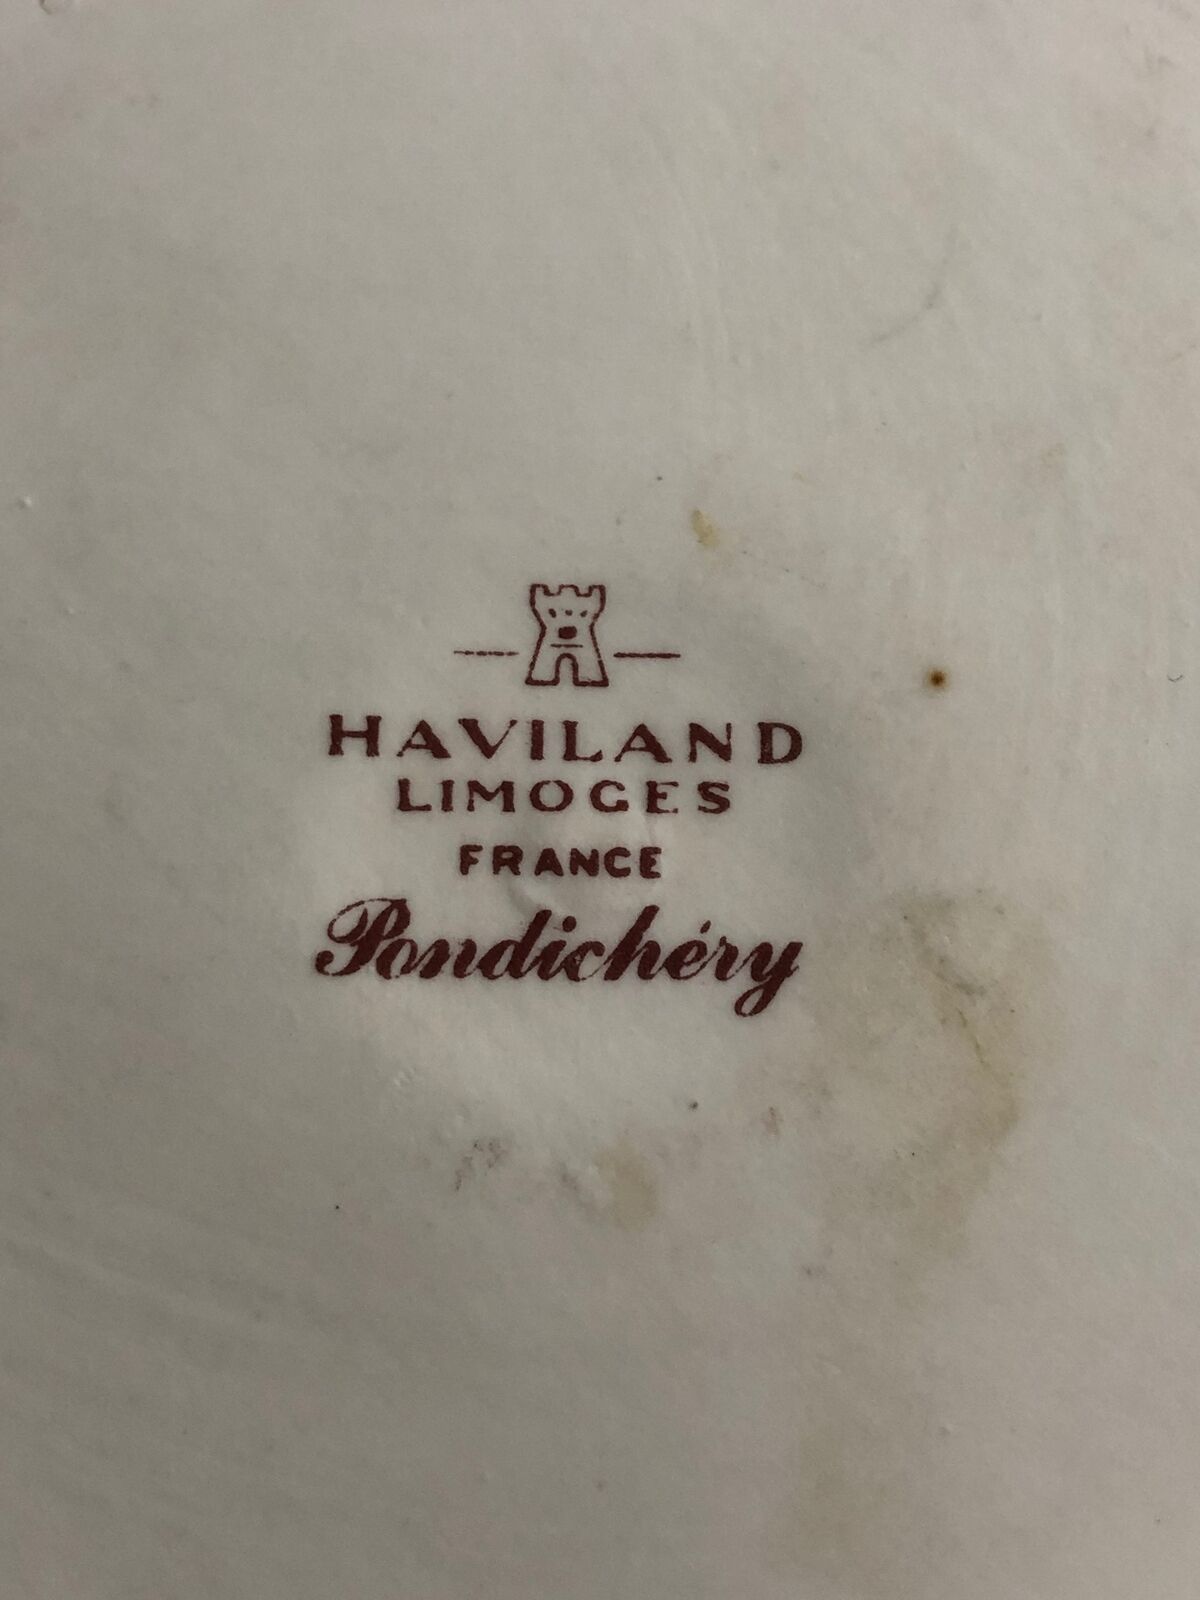 HAVILAND
LIMOGES
FRANCE
Pondichéry